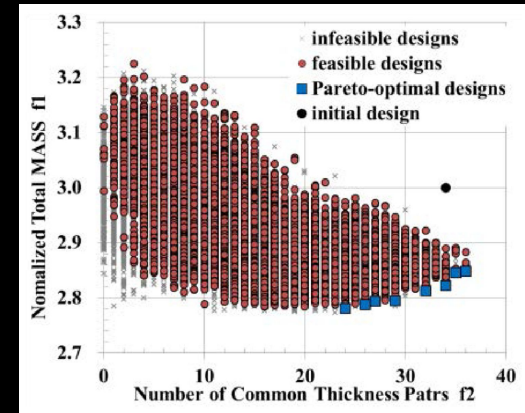 3.3
3.2
3.1
3.0
2.9
2.8
2.7
Nomalized Total MASS f1
× infeasible designs
feasible designs
Pareto-optimal designs
initial design
0 10 20 30 40
Number of Common Thickness Patrs f2